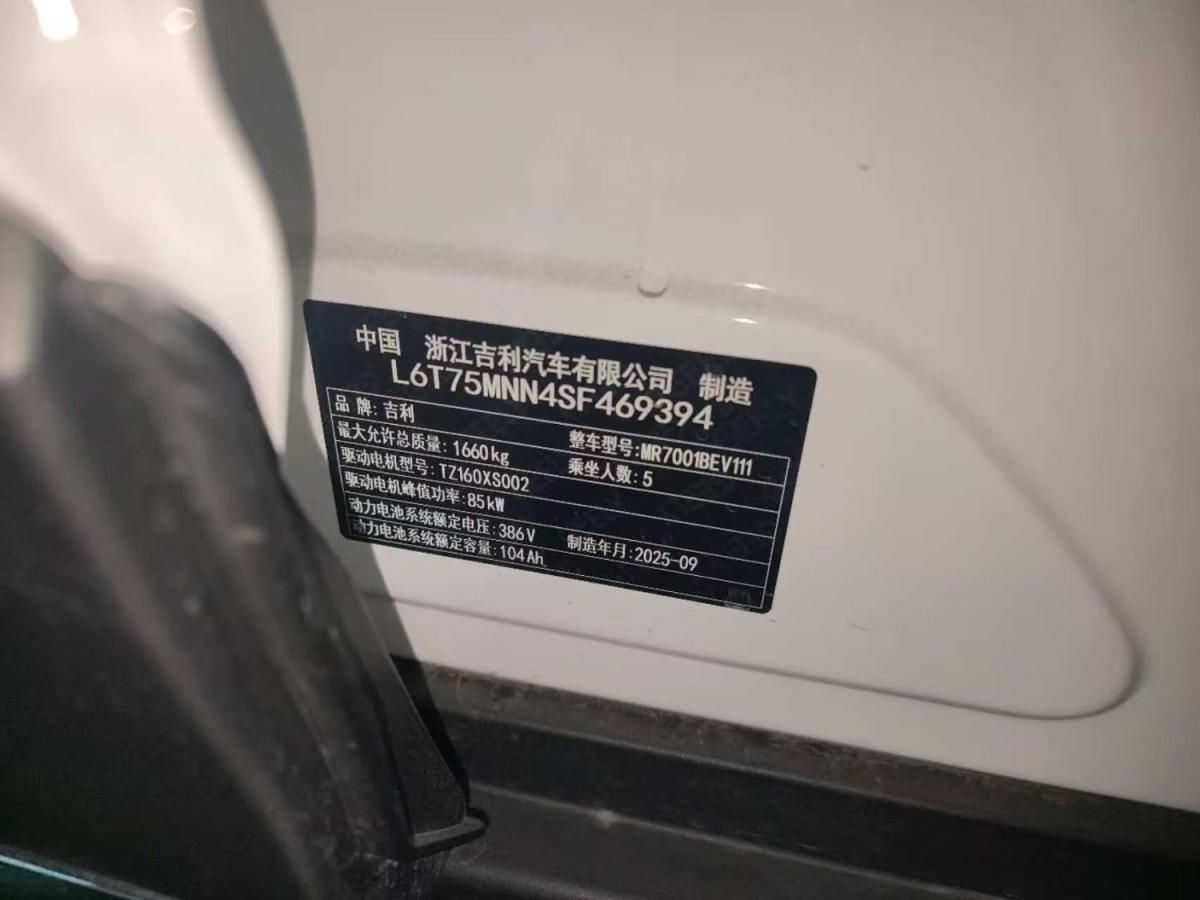 中国 浙江吉利汽车有限公司 制造
L6T75MNN4SF469394
品牌:吉利 整车型号:MR7001BEV111
最大允许总质量:1660kg 乘坐人数:5
驱动电机型号:TZ160XS002
驱动电机峰值功率:85kW
动力电池系统额定电压:386V 制造年月:2025-09
动力电池系统额定容量:104Ah